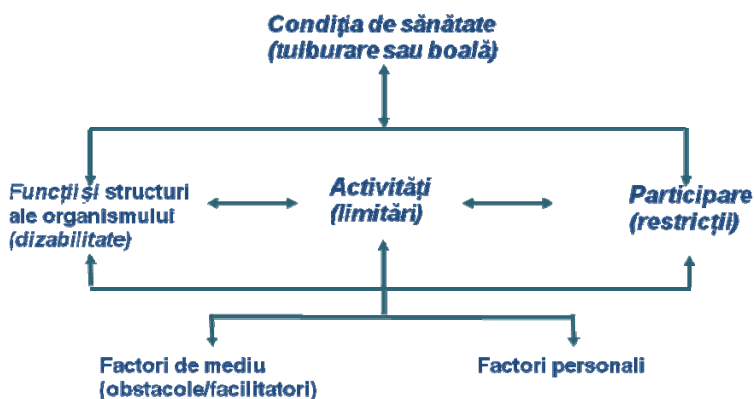 Condiția de sănătate
(tulburare sau boală)
Funcții și structuri
ale organismului
(dizabilitate)
Activități
(limitări)
Participare
(restricții)
Factori de mediu
(obstacole/facilitatori)
Factori personali